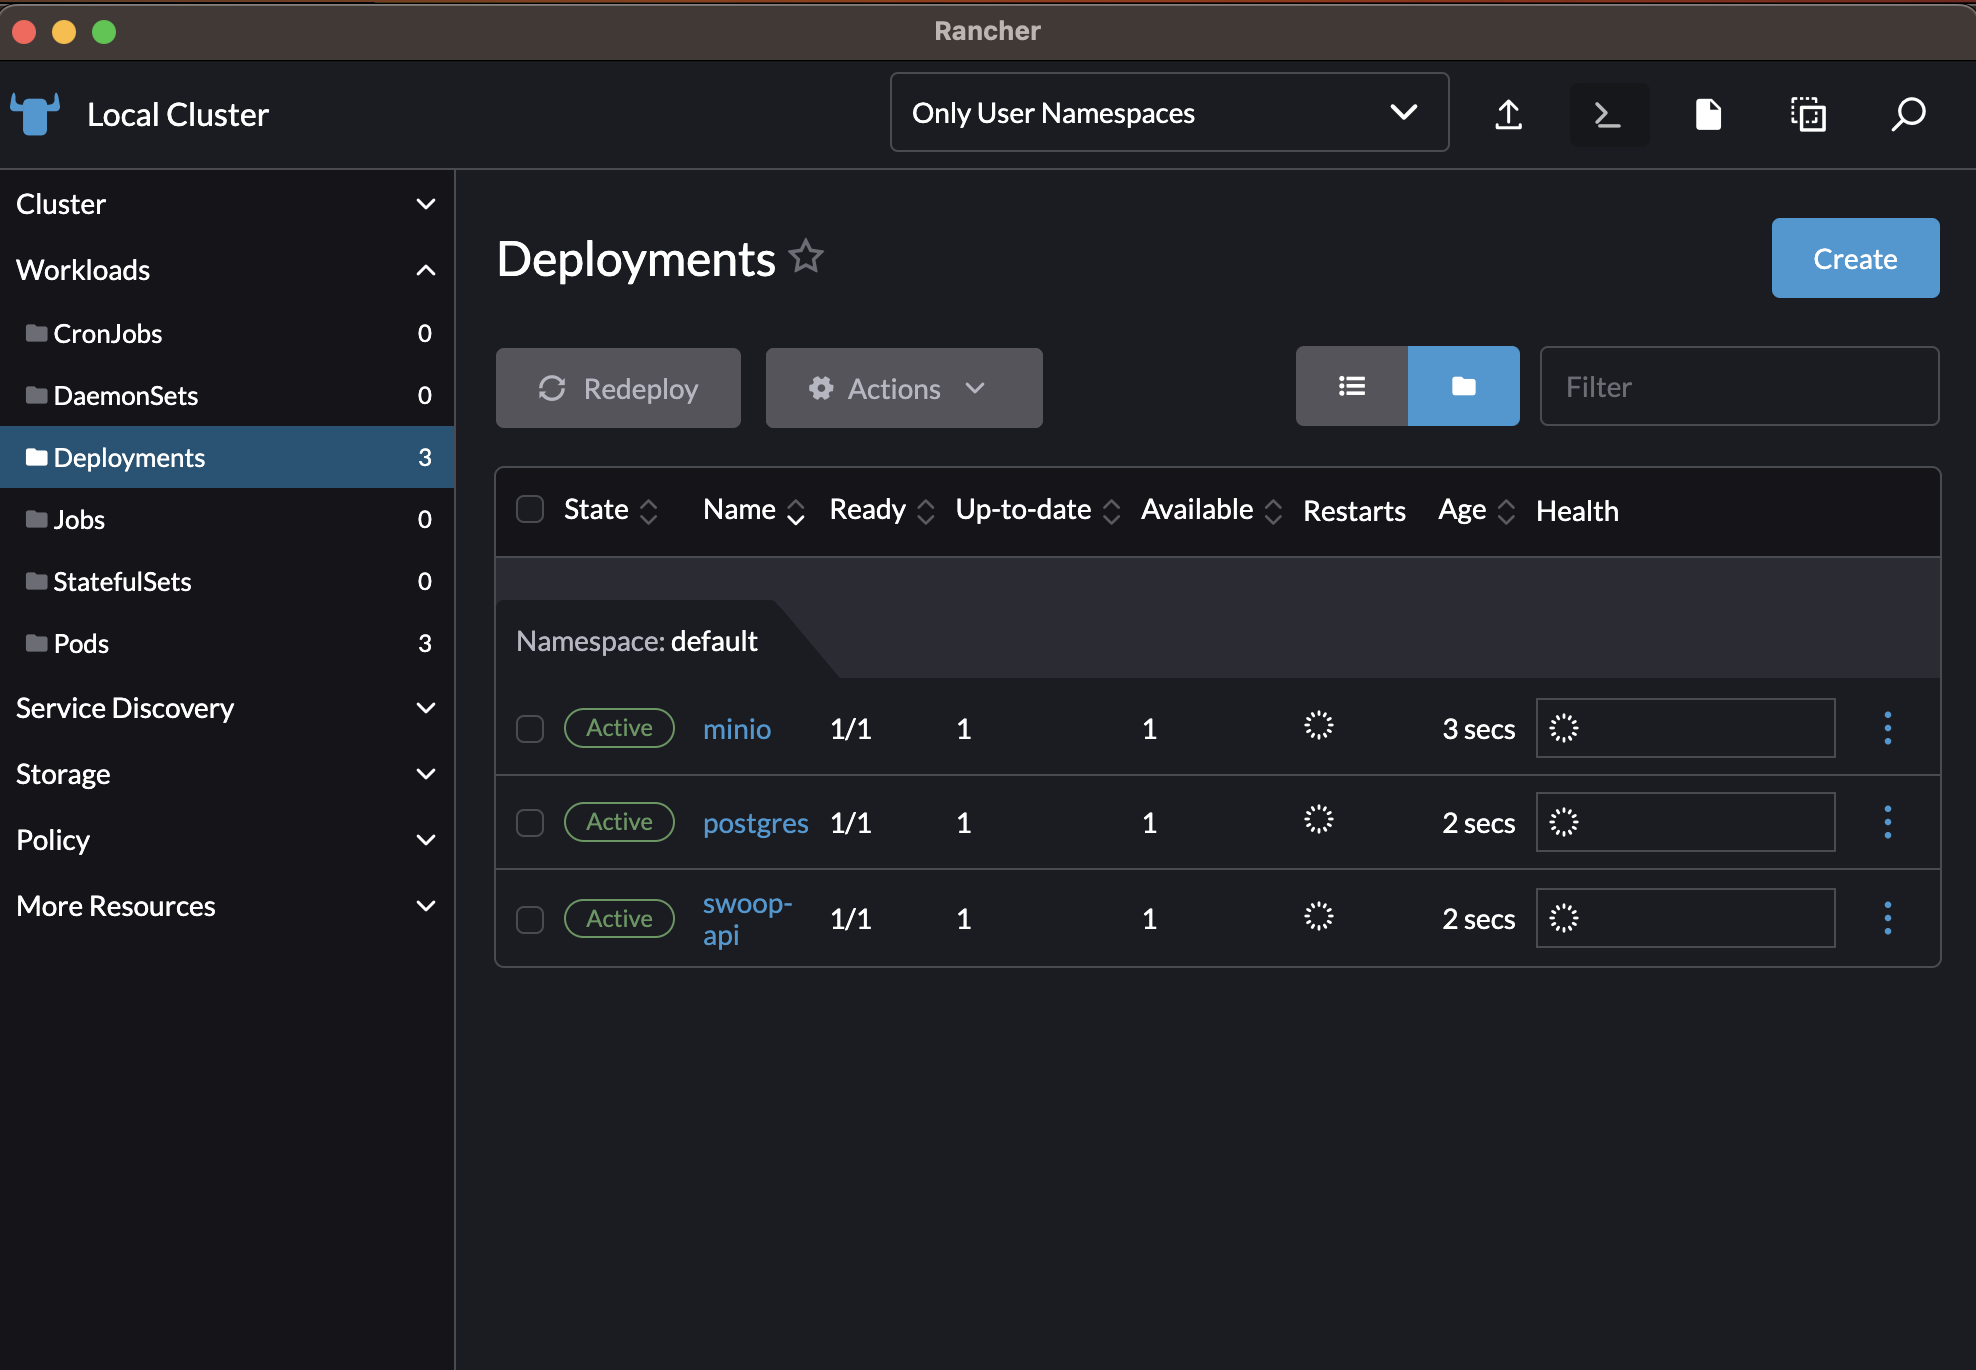 Rancher
Local Cluster
Only User Namespaces
Cluster
Workloads
CronJobs 0
DaemonSets 0
Deployments 3
Jobs 0
StatefulSets 0
Pods 3
Service Discovery
Storage
Policy
More Resources
Deployments
Create
Redeploy
Actions
Filter
State Name Ready Up-to-date Available Restarts Age Health
Namespace: default
Active minio 1/1 1 1 3 secs
Active postgres 1/1 1 1 2 secs
Active swoop-
api 1/1 1 1 2 secs